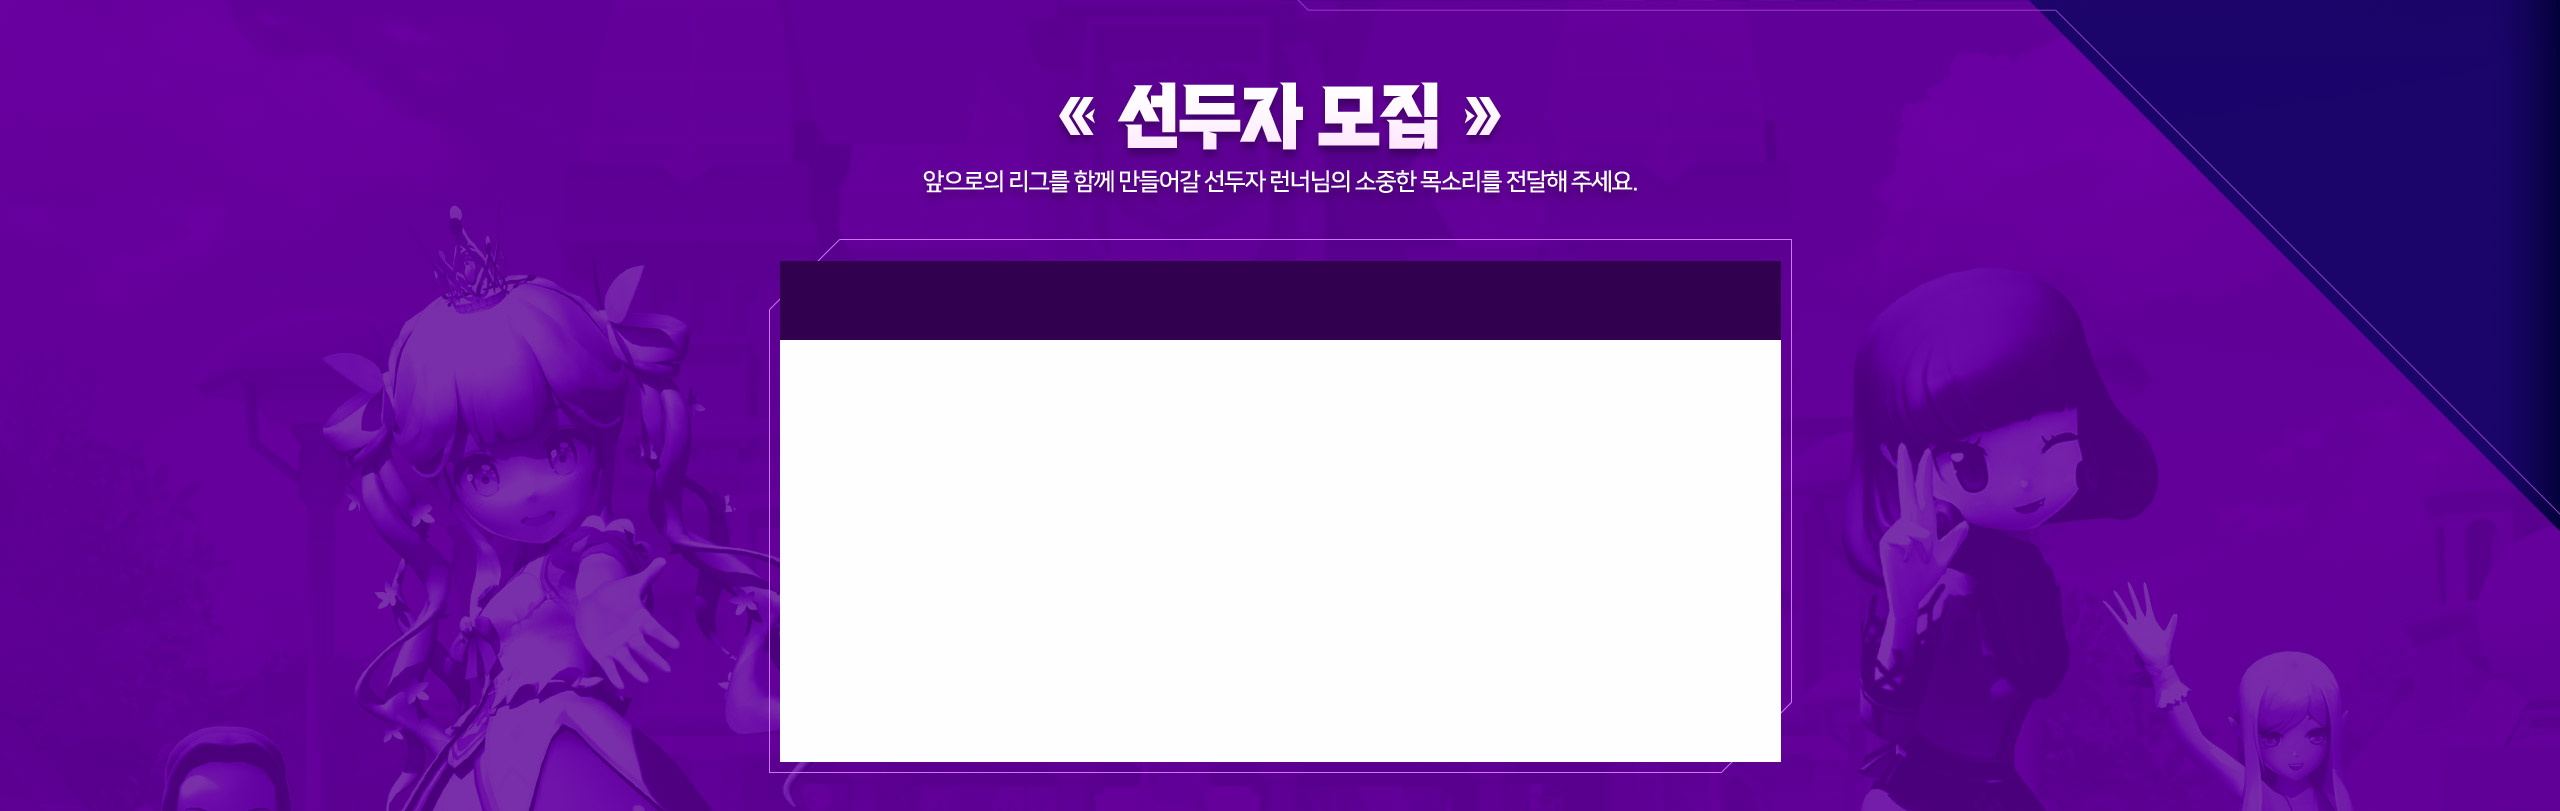 « 선두자 모집 »
앞으로의 리그를 함께 만들어갈 선두자 런너님의 소중한 목소리를 전달해 주세요.